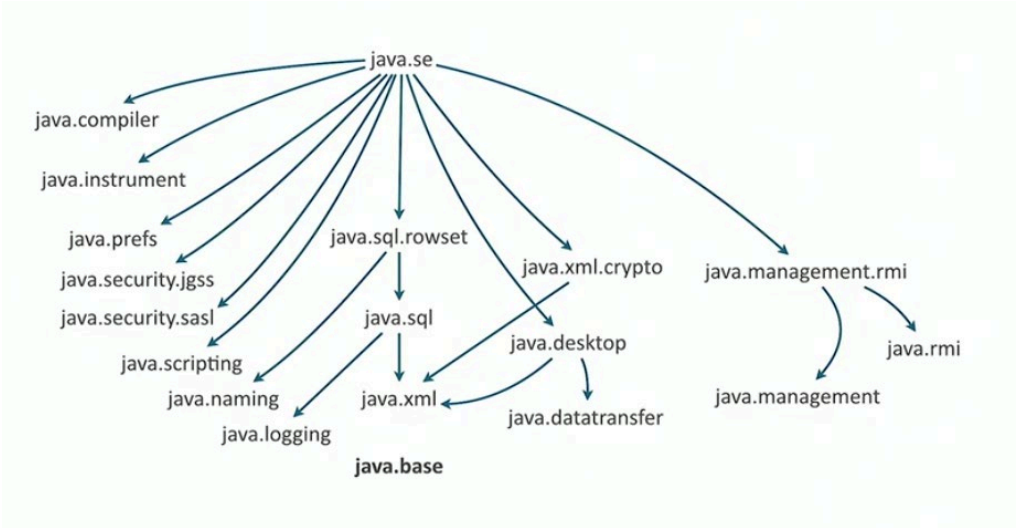 java.se
java.compiler
java.instrument
java.prefs
java.sql.rowset
java.security.jgss
java.xml.crypto
java.management.rmi
java.security.sasl
java.sql
java.desktop
java.rmi
java.scripting
java.naming
java.xml
java.management
java.datatransfer
java.logging
java.base